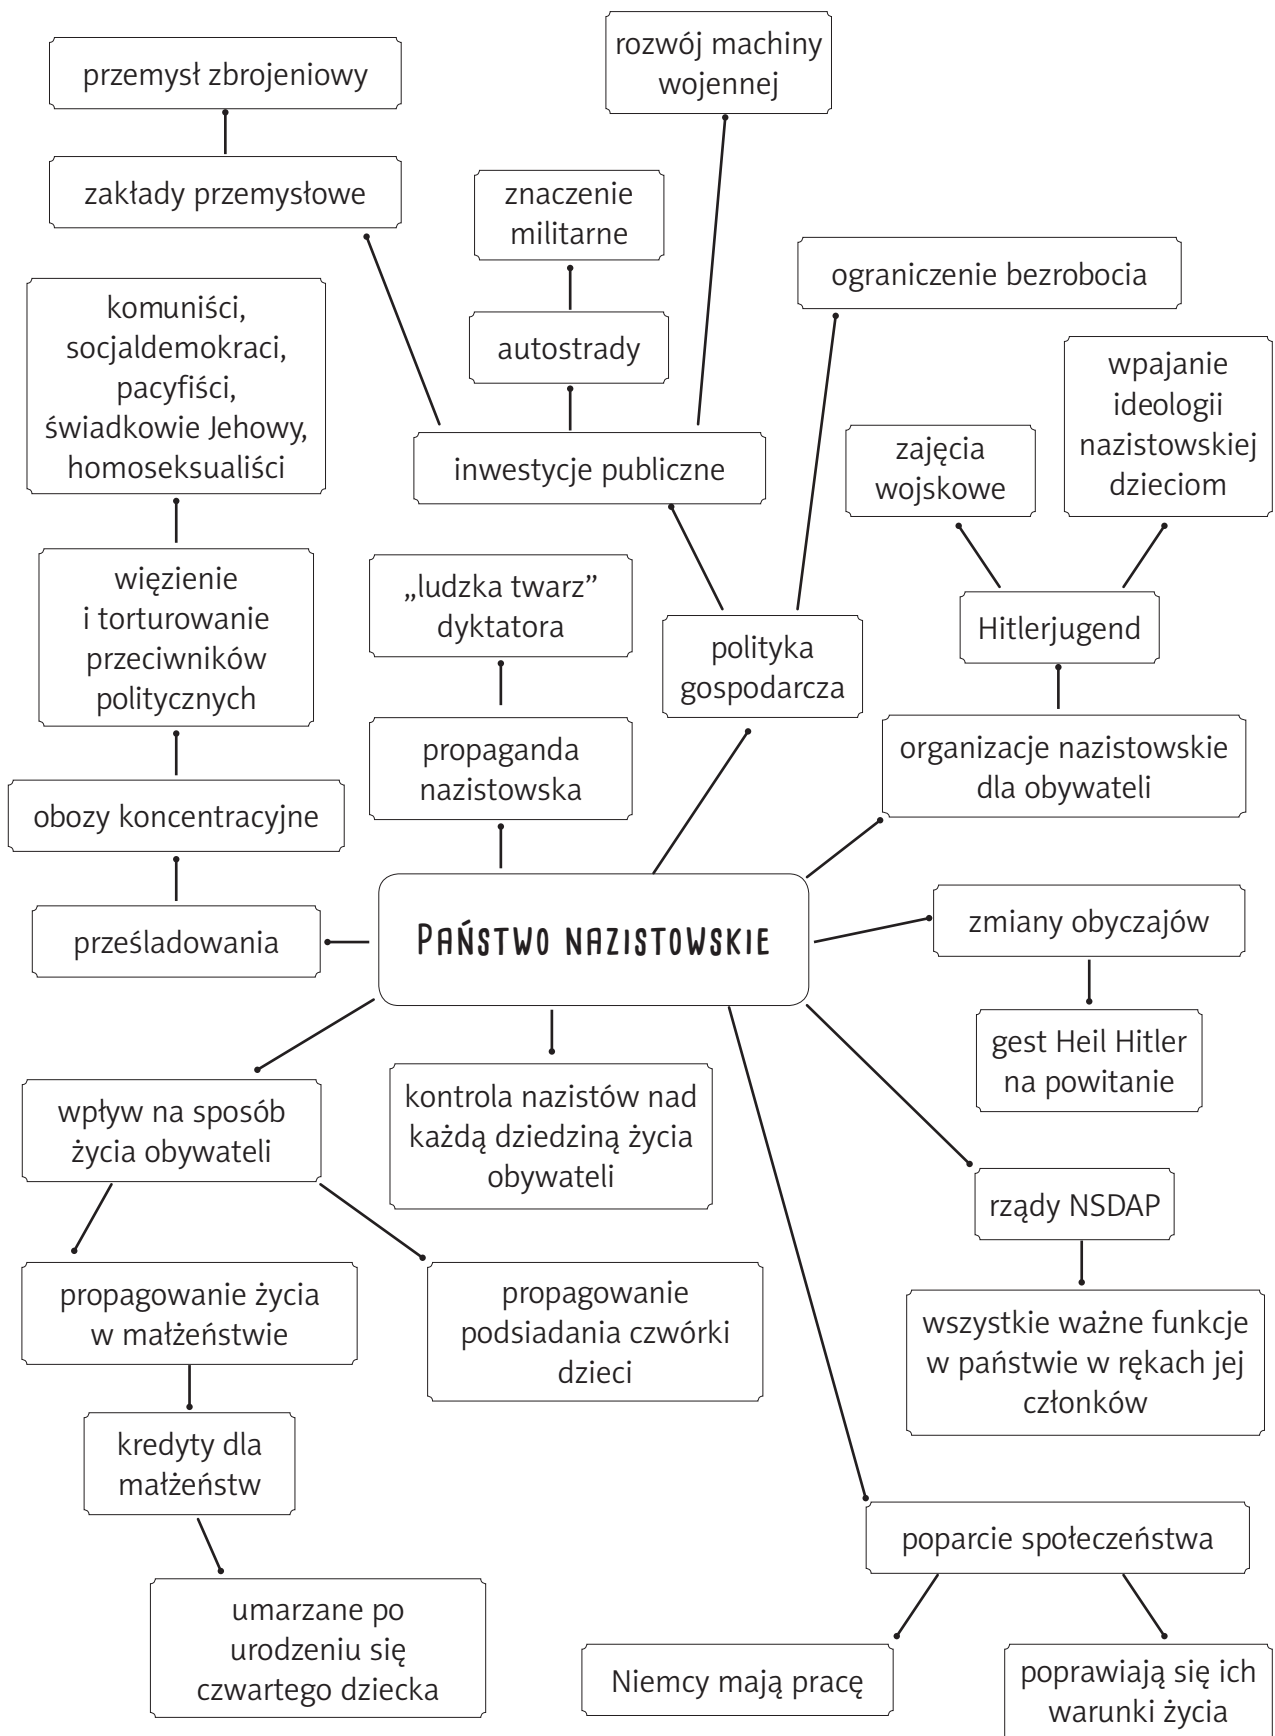 rozwój machiny
wojennej
przemysł zbrojeniowy
zakłady przemysłowe
znaczenie
militarne
ograniczenie bezrobocia
komuniści,
socjaldemokraci,
pacyfiści,
świadkowie Jehowy,
homoseksualiści
autostrady
wpajanie
ideologii
nazistowskiej
dzieciom
zajęcia
wojskowe
inwestycje publiczne
więzienie
i torturowanie
przeciwników
politycznych
„ludzka twarz”
dyktatora
polityka
gospodarcza
Hitlerjugend
propaganda
nazistowska
organizacje nazistowskie
dla obywateli
obozy koncentracyjne
prześladowania
PAŃSTWO NAZISTOWSKIE
zmiany obyczajów
gest Heil Hitler
na powitanie
wpływ na sposób
życia obywateli
kontrola nazistów nad
każdą dziedziną życia
obywateli
rządy NSDAP
propagowanie życia
w małżeństwie
propagowanie
podsiadania czwórki
dzieci
wszystkie ważne funkcje
w państwie w rękach jej
członków
kredyty dla
małżeństw
poparcie społeczeństwa
umarzane po
urodzeniu się
czwartego dziecka
Niemcy mają pracę
poprawiają się ich
warunki życia